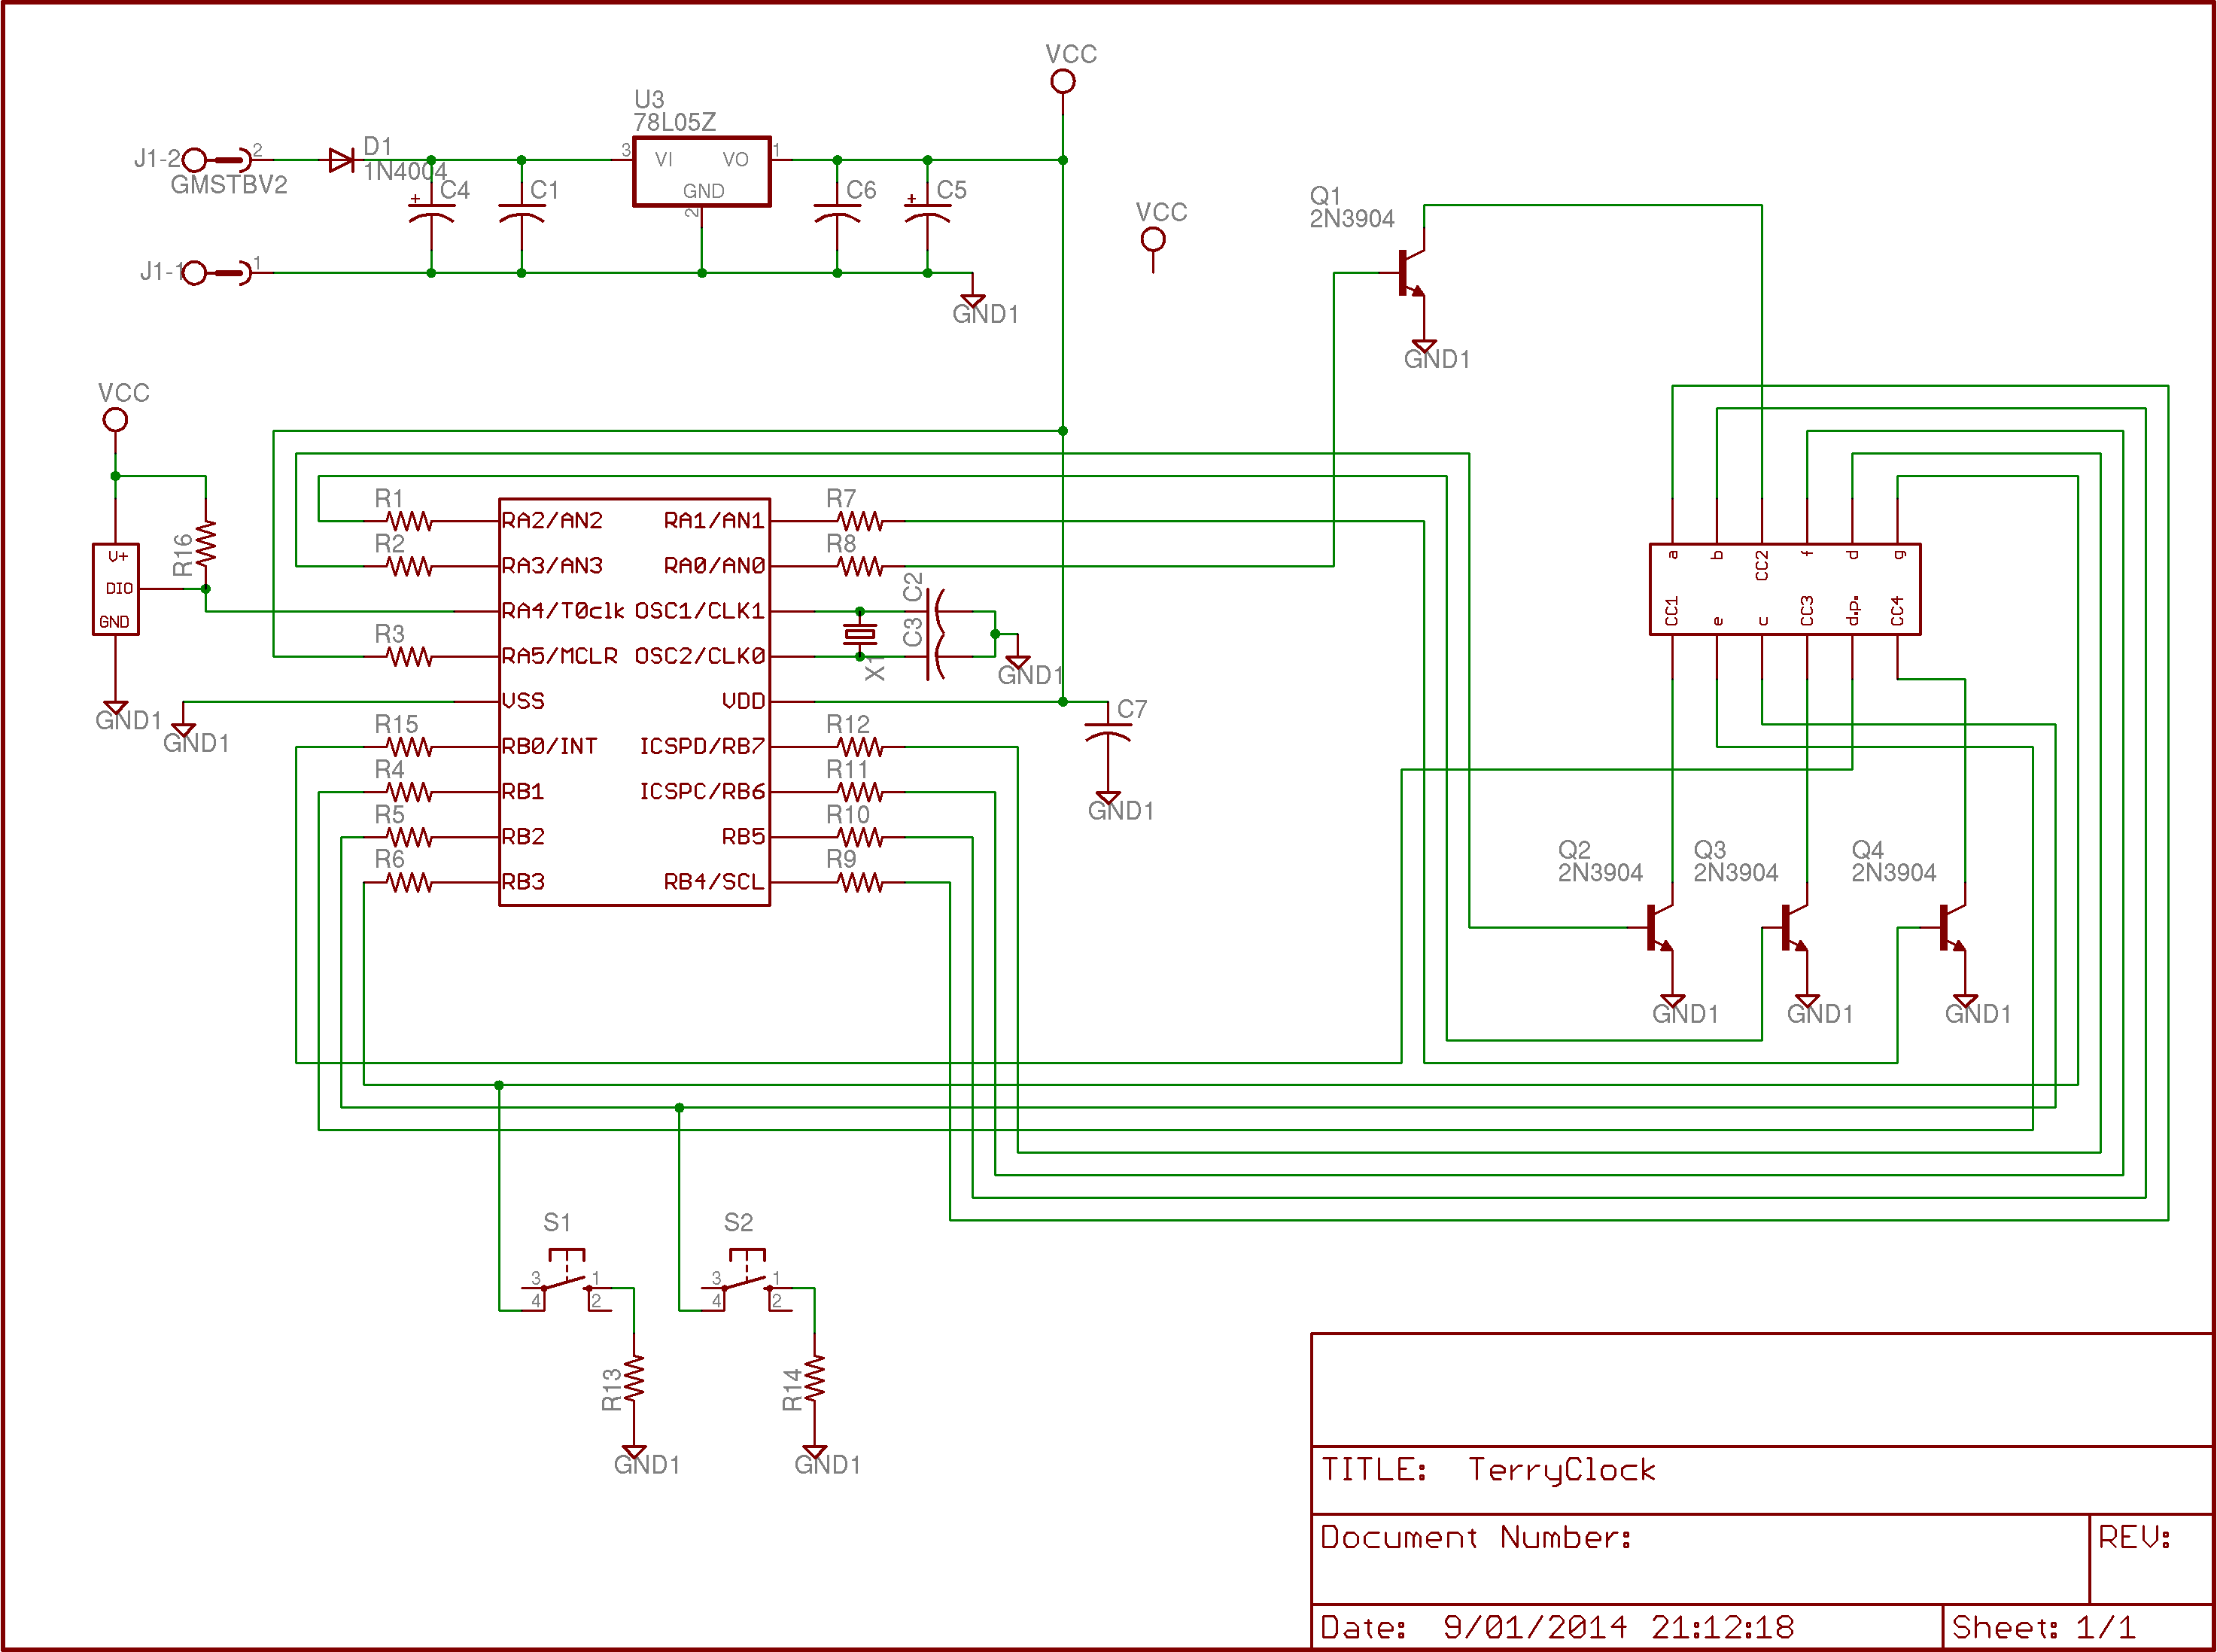 VCC
U3
78L05Z
J1-2
2
GMSTBV2
D1
1N4004
3
VI
VO
1
GND
2
C4
+
C1
C6
C5
+
J1-1
1
GND1
VCC
Q1
2N3904
GND1
VCC
R16
V+
DIO
GND
GND1
GND1
R1
R2
R3
R15
R4
R5
R6
RA2/AN2
RA3/AN3
RA4/T0clk
RA5/MCLR
VSS
RB0/INT
RB1
RB2
RB3
RA1/AN1
RA0/AN0
OSC1/CLK1
OSC2/CLK0
VDD
ICSPD/RB7
ICSPC/RB6
RB5
RB4/SCL
R7
R8
R12
R11
R10
R9
C2
C3
X1
GND1
C7
GND1
a
b
CC2
f
d
g
CC1
e
c
CC3
d.p.
CC4
Q2
2N3904
Q3
2N3904
Q4
2N3904
GND1
GND1
GND1
S1
3
1
4
2
R13
GND1
S2
3
1
4
2
R14
GND1
TITLE: TerryClock
Document Number:
REV:
Date: 9/01/2014 21:12:18
Sheet: 1/1